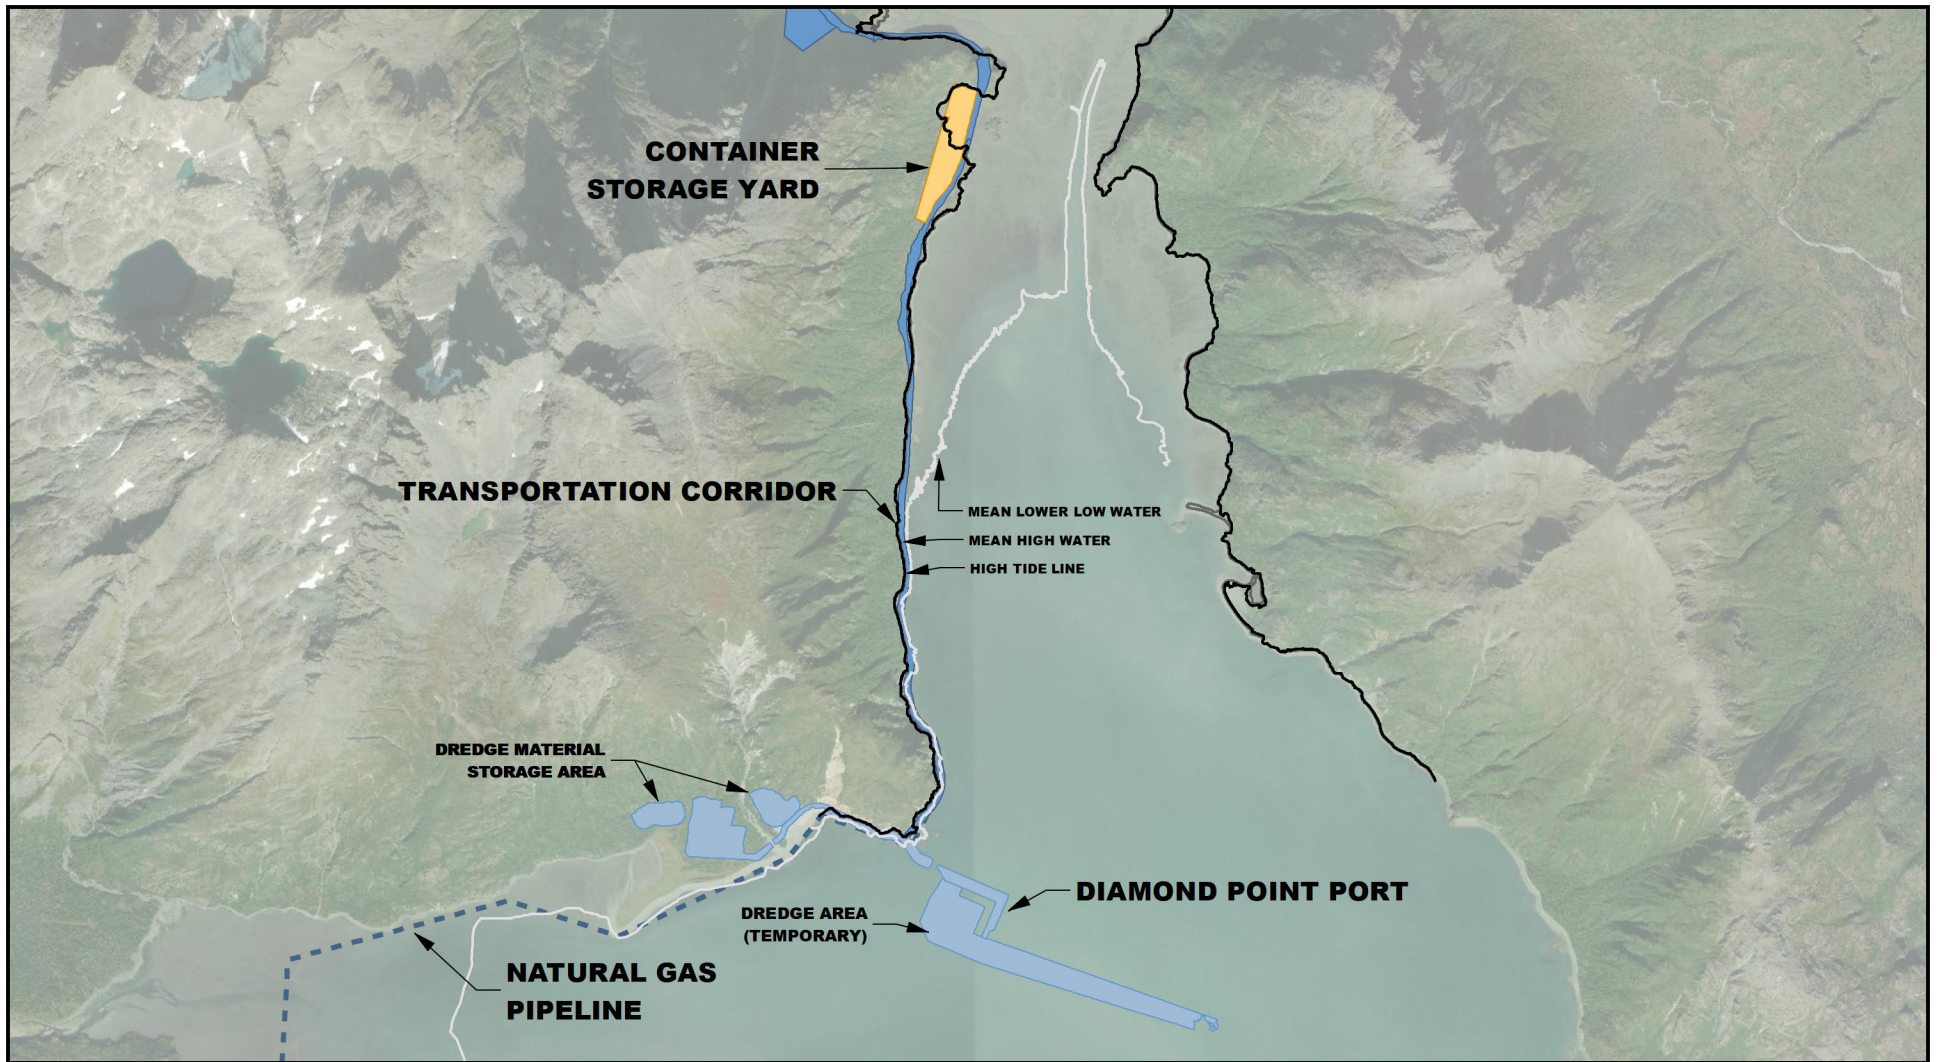 CONTAINER
STORAGE YARD
TRANSPORTATION CORRIDOR
MEAN LOWER LOW WATER
MEAN HIGH WATER
HIGH TIDE LINE
DREDGE MATERIAL
STORAGE AREA
DIAMOND POINT PORT
DREDGE AREA
(TEMPORARY)
NATURAL GAS
PIPELINE